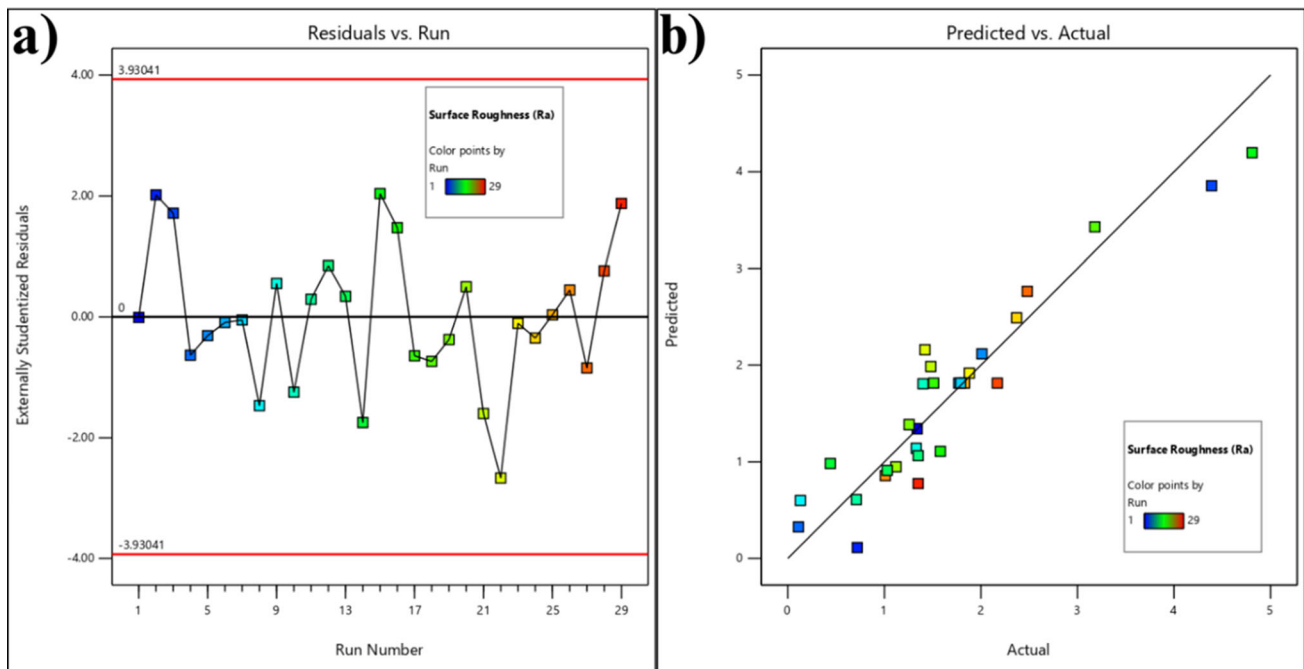 a)
Residuals vs. Run
Externally Studentized Residuals
4.00
2.00
0.00
-2.00
-4.00
3.93041
0
-3.93041
Surface Roughness (Ra)
Color points by
Run
1 29
1 5 9 13 17 21 25 29
Run Number
b)
Predicted vs. Actual
Predicted
5
4
3
2
1
0
Surface Roughness (Ra)
Color points by
Run
1 29
0 1 2 3 4 5
Actual